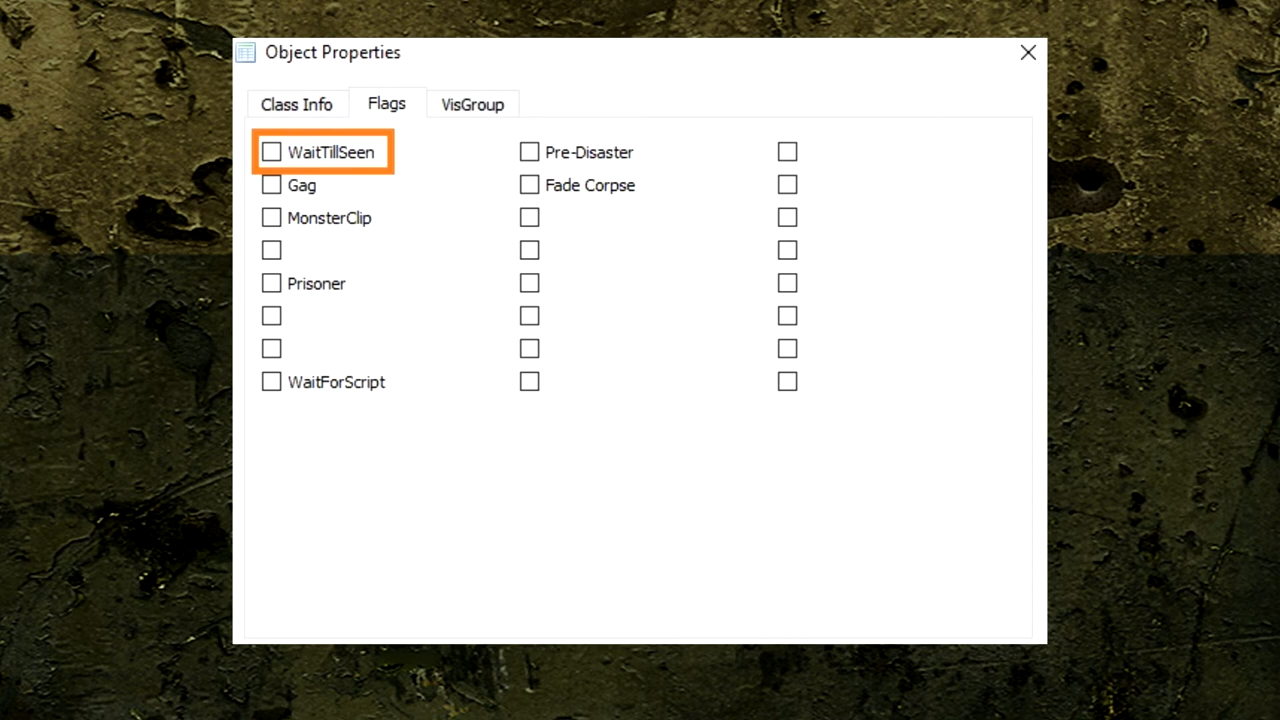 Object Properties
Class Info Flags VisGroup
WaitTillSeen Pre-Disaster
Gag Fade Corpse
MonsterClip
Prisoner
WaitForScript